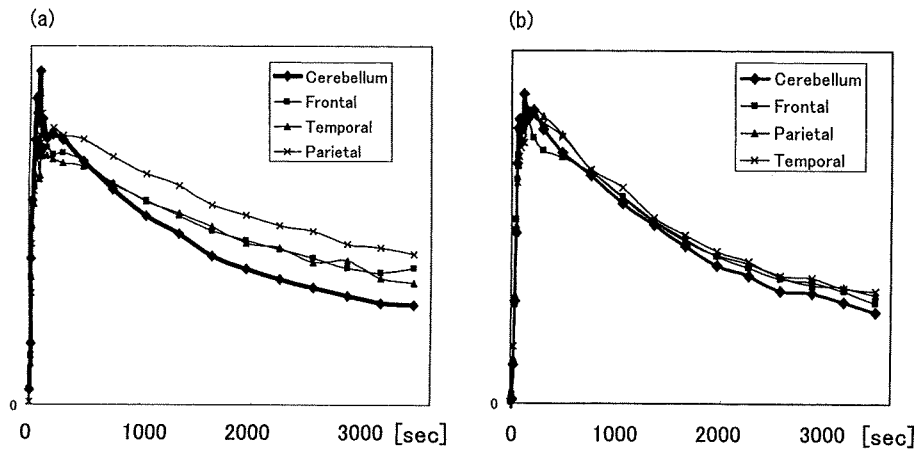 (a)
Cerebellum
Frontal
Temporal
Parietal
0
0 1000 2000 3000 [sec]
(b)
Cerebellum
Frontal
Parietal
Temporal
0
0 1000 2000 3000 [sec]